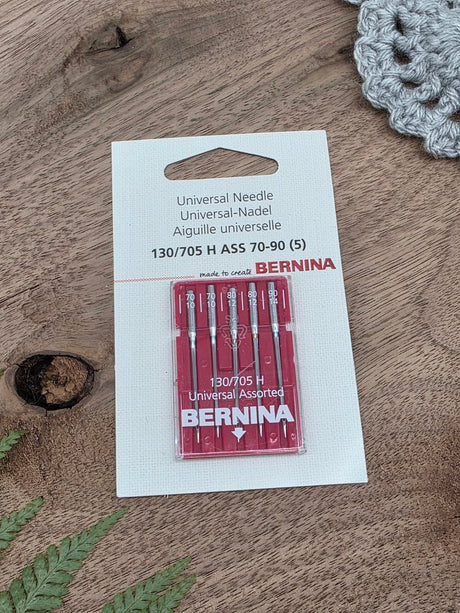 Universal Needle
Universal-Nadel
Aiguille universelle
130/705 H ASS 70-90 (5)
made to create BERNINA
70 70 80 80 90
10 10 12 12 14
130/705 H
Universal Assorted
BERNINA